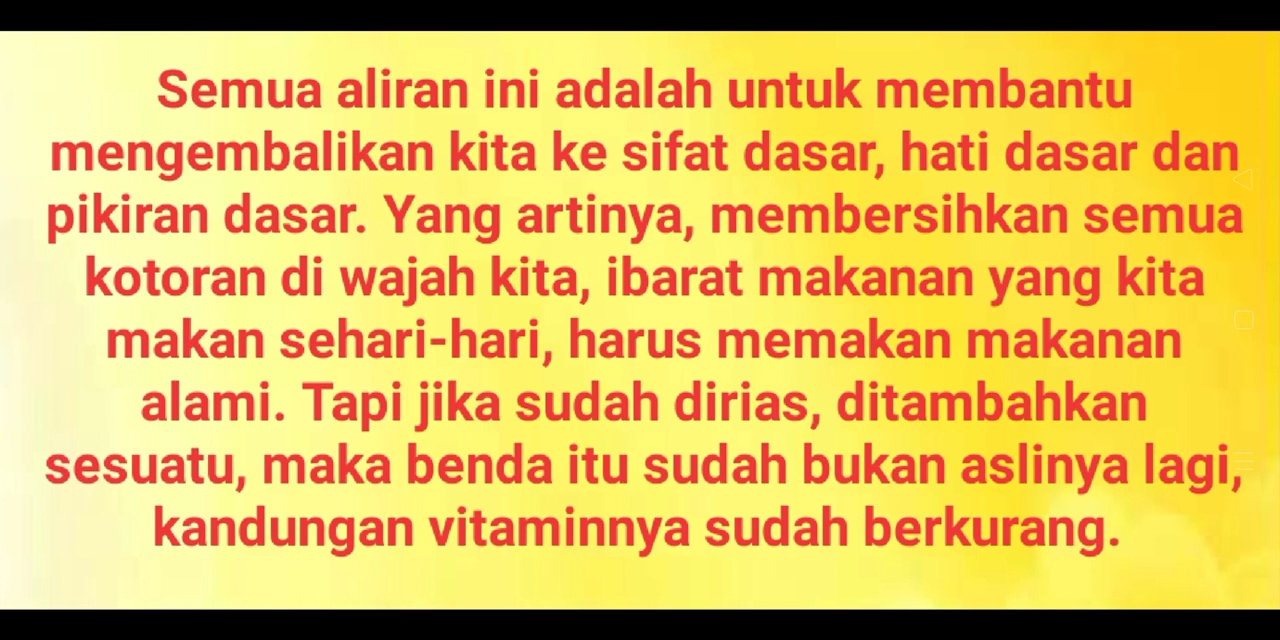 Semua aliran ini adalah untuk membantu
mengembalikan kita ke sifat dasar, hati dasar dan
pikiran dasar. Yang artinya, membersihkan semua
kotoran di wajah kita, ibarat makanan yang kita
makan sehari-hari, harus memakan makanan
alami. Tapi jika sudah dirias, ditambahkan
sesuatu, maka benda itu sudah bukan aslinya lagi,
kandungan vitaminnya sudah berkurang.